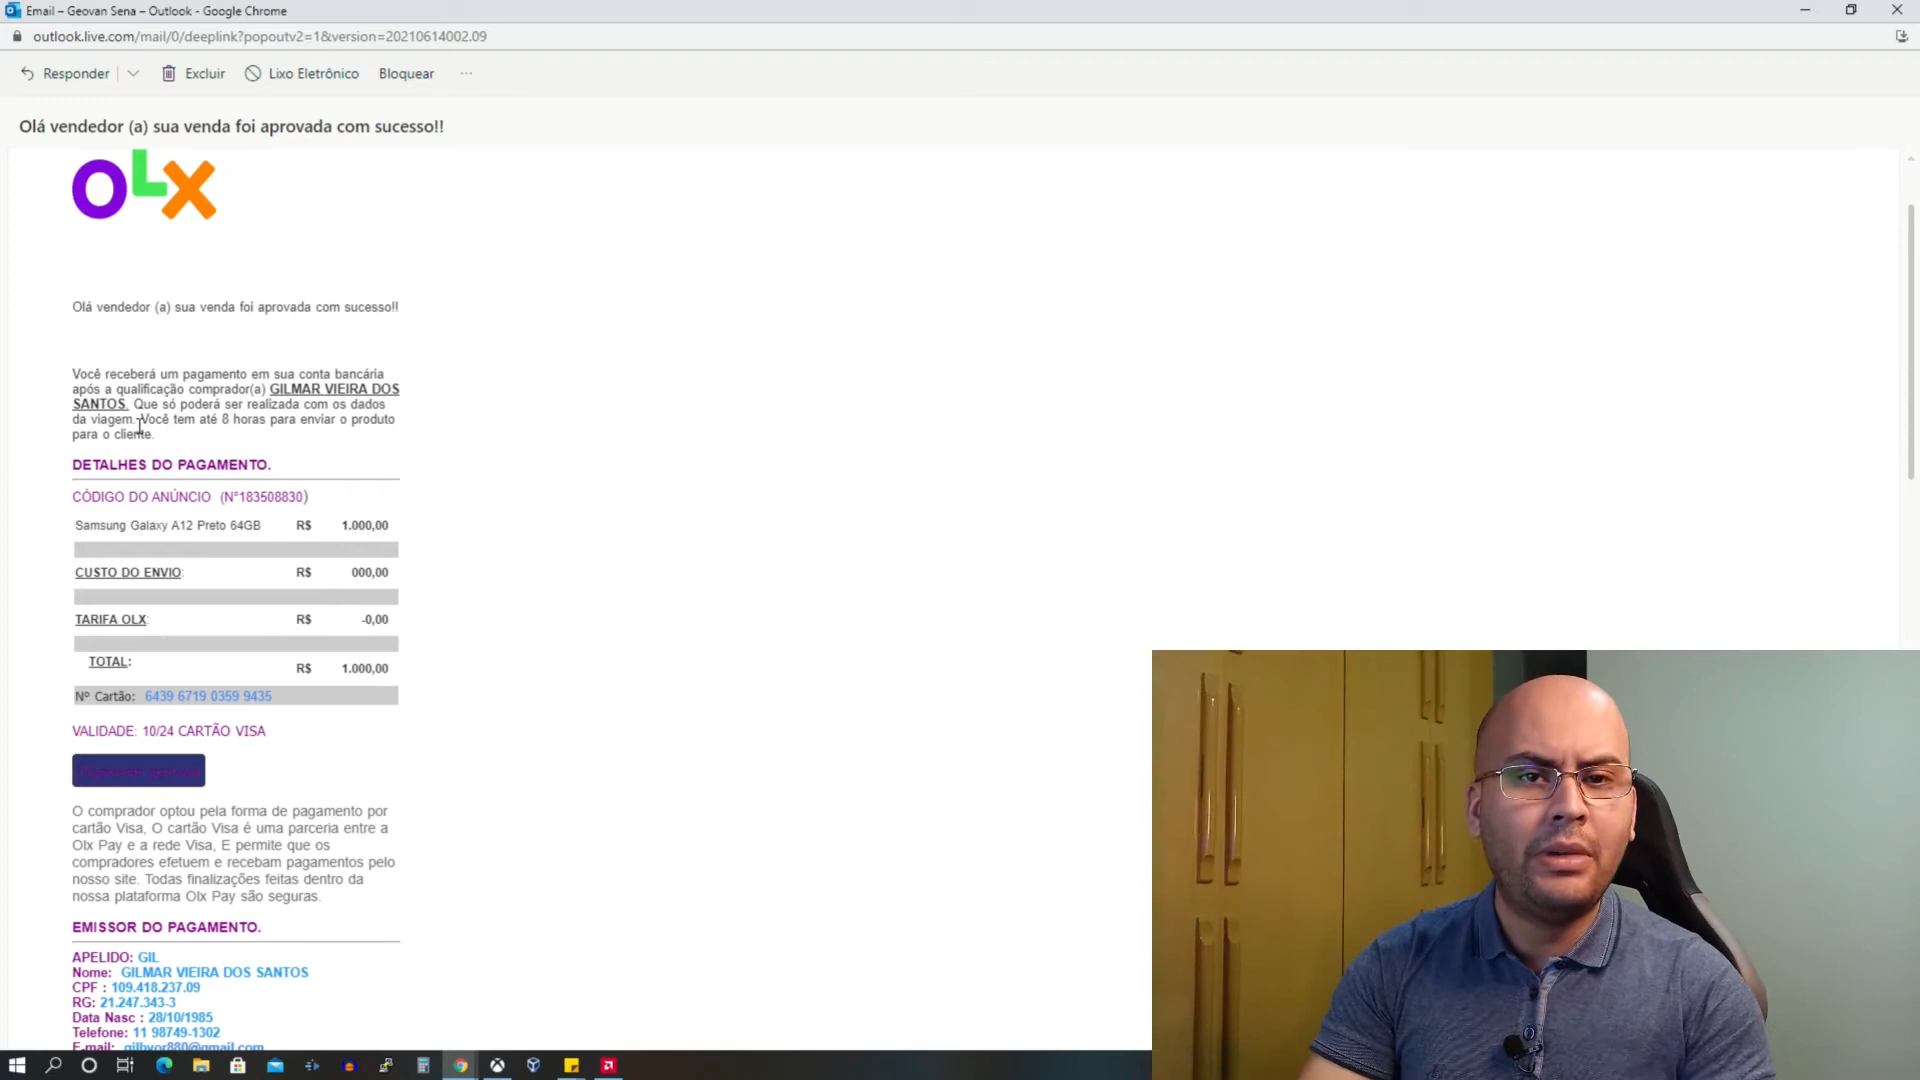 Email – Geovan Sena – Outlook - Google Chrome
outlook.live.com/mail/0/deeplink?popoutv2=1&version=20210614002.09
Responder
Excluir
Lixo Eletrônico
Bloquear
Olá vendedor (a) sua venda foi aprovada com sucesso!!
OLX
Olá vendedor (a) sua venda foi aprovada com sucesso!!
Você receberá um pagamento em sua conta bancária
após a qualificação comprador(a) GILMAR VIEIRA DOS
SANTOS. Que só poderá ser realizada com os dados
da viagem. Você tem até 8 horas para enviar o produto
para o cliente.
DETALHES DO PAGAMENTO.
CÓDIGO DO ANÚNCIO (N°183508830)
Samsung Galaxy A12 Preto 64GB R$ 1.000,00
CUSTO DO ENVIO: R$ 000,00
TARIFA OLX: R$ -0,00
TOTAL: R$ 1.000,00
Nº Cartão: 6439 6719 0359 9435
VALIDADE: 10/24 CARTÃO VISA
O comprador optou pela forma de pagamento por
cartão Visa, O cartão Visa é uma parceria entre a
Olx Pay e a rede Visa, E permite que os
compradores efetuem e recebam pagamentos pelo
nosso site. Todas finalizações feitas dentro da
nossa plataforma Olx Pay são seguras.
EMISSOR DO PAGAMENTO.
APELIDO: GIL
Nome: GILMAR VIEIRA DOS SANTOS
CPF : 109.418.237.09
RG: 21.247.343-3
Data Nasc : 28/10/1985
Telefone: 11 98749-1302
E-mail: gilbvor880@gmail.com